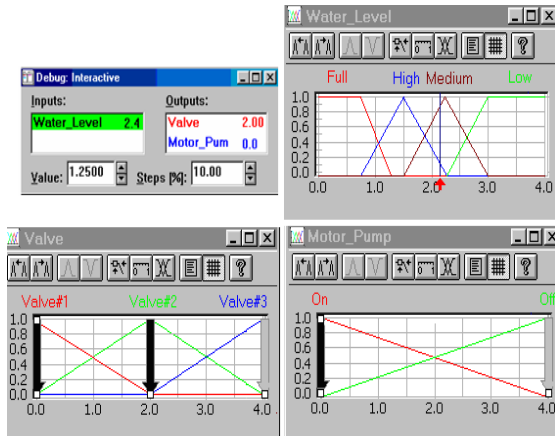 Debug: Interactive
Inputs:
Outputs:
Water_Level 2.4
Valve 2.00
Motor_Pum 0.0
Value: 1.2500
Steps [%]: 10.00
Water_Level
Full High Medium Low
1.0
0.8
0.6
0.4
0.2
0.0
0.0 1.0 2.0 3.0 4.0
Valve
Valve#1 Valve#2 Valve#3
1.0
0.8
0.6
0.4
0.2
0.0
0.0 1.0 2.0 3.0 4.0
Motor_Pump
On Off
1.0
0.8
0.6
0.4
0.2
0.0
0.0 1.0 2.0 3.0 4.0